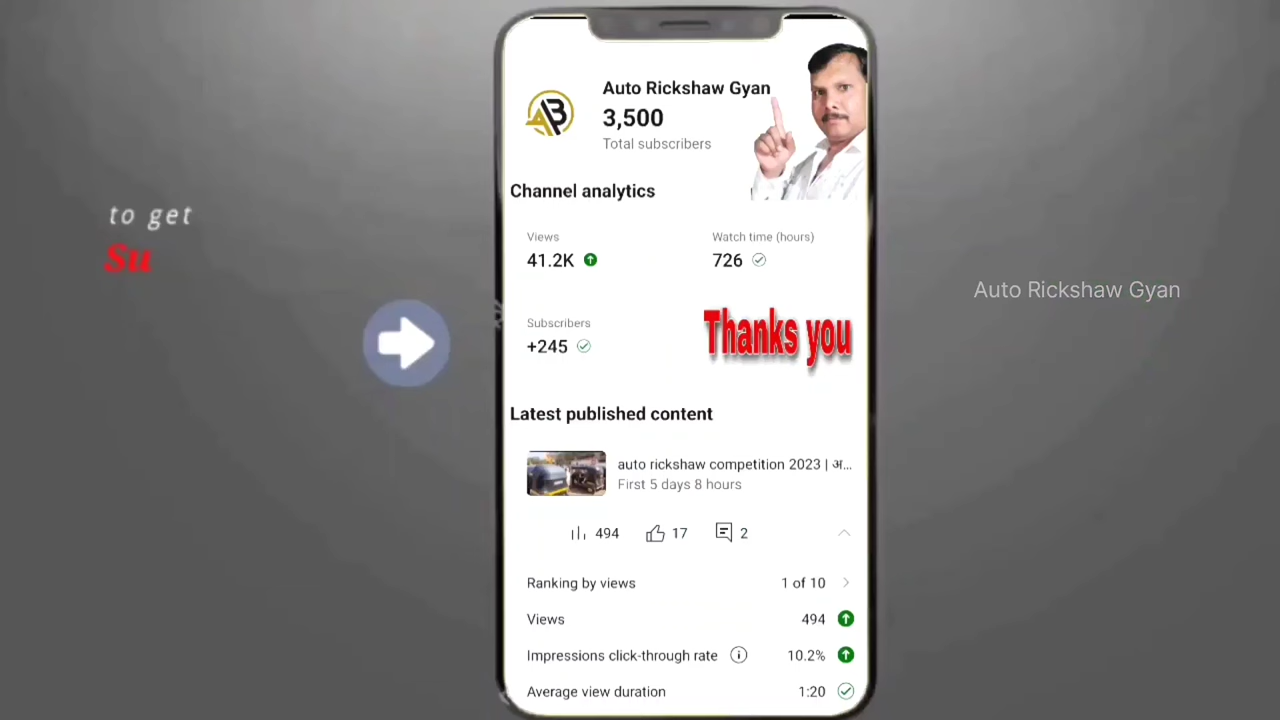 to get
Su
Auto Rickshaw Gyan
3,500
Total subscribers
Channel analytics
Views
41.2K
Watch time (hours)
726
Subscribers
+245
Thanks you
Latest published content
auto rickshaw competition 2023 | अ...
First 5 days 8 hours
494 17 2
Ranking by views 1 of 10
Views 494
Impressions click-through rate 10.2%
Average view duration 1:20
Auto Rickshaw Gyan